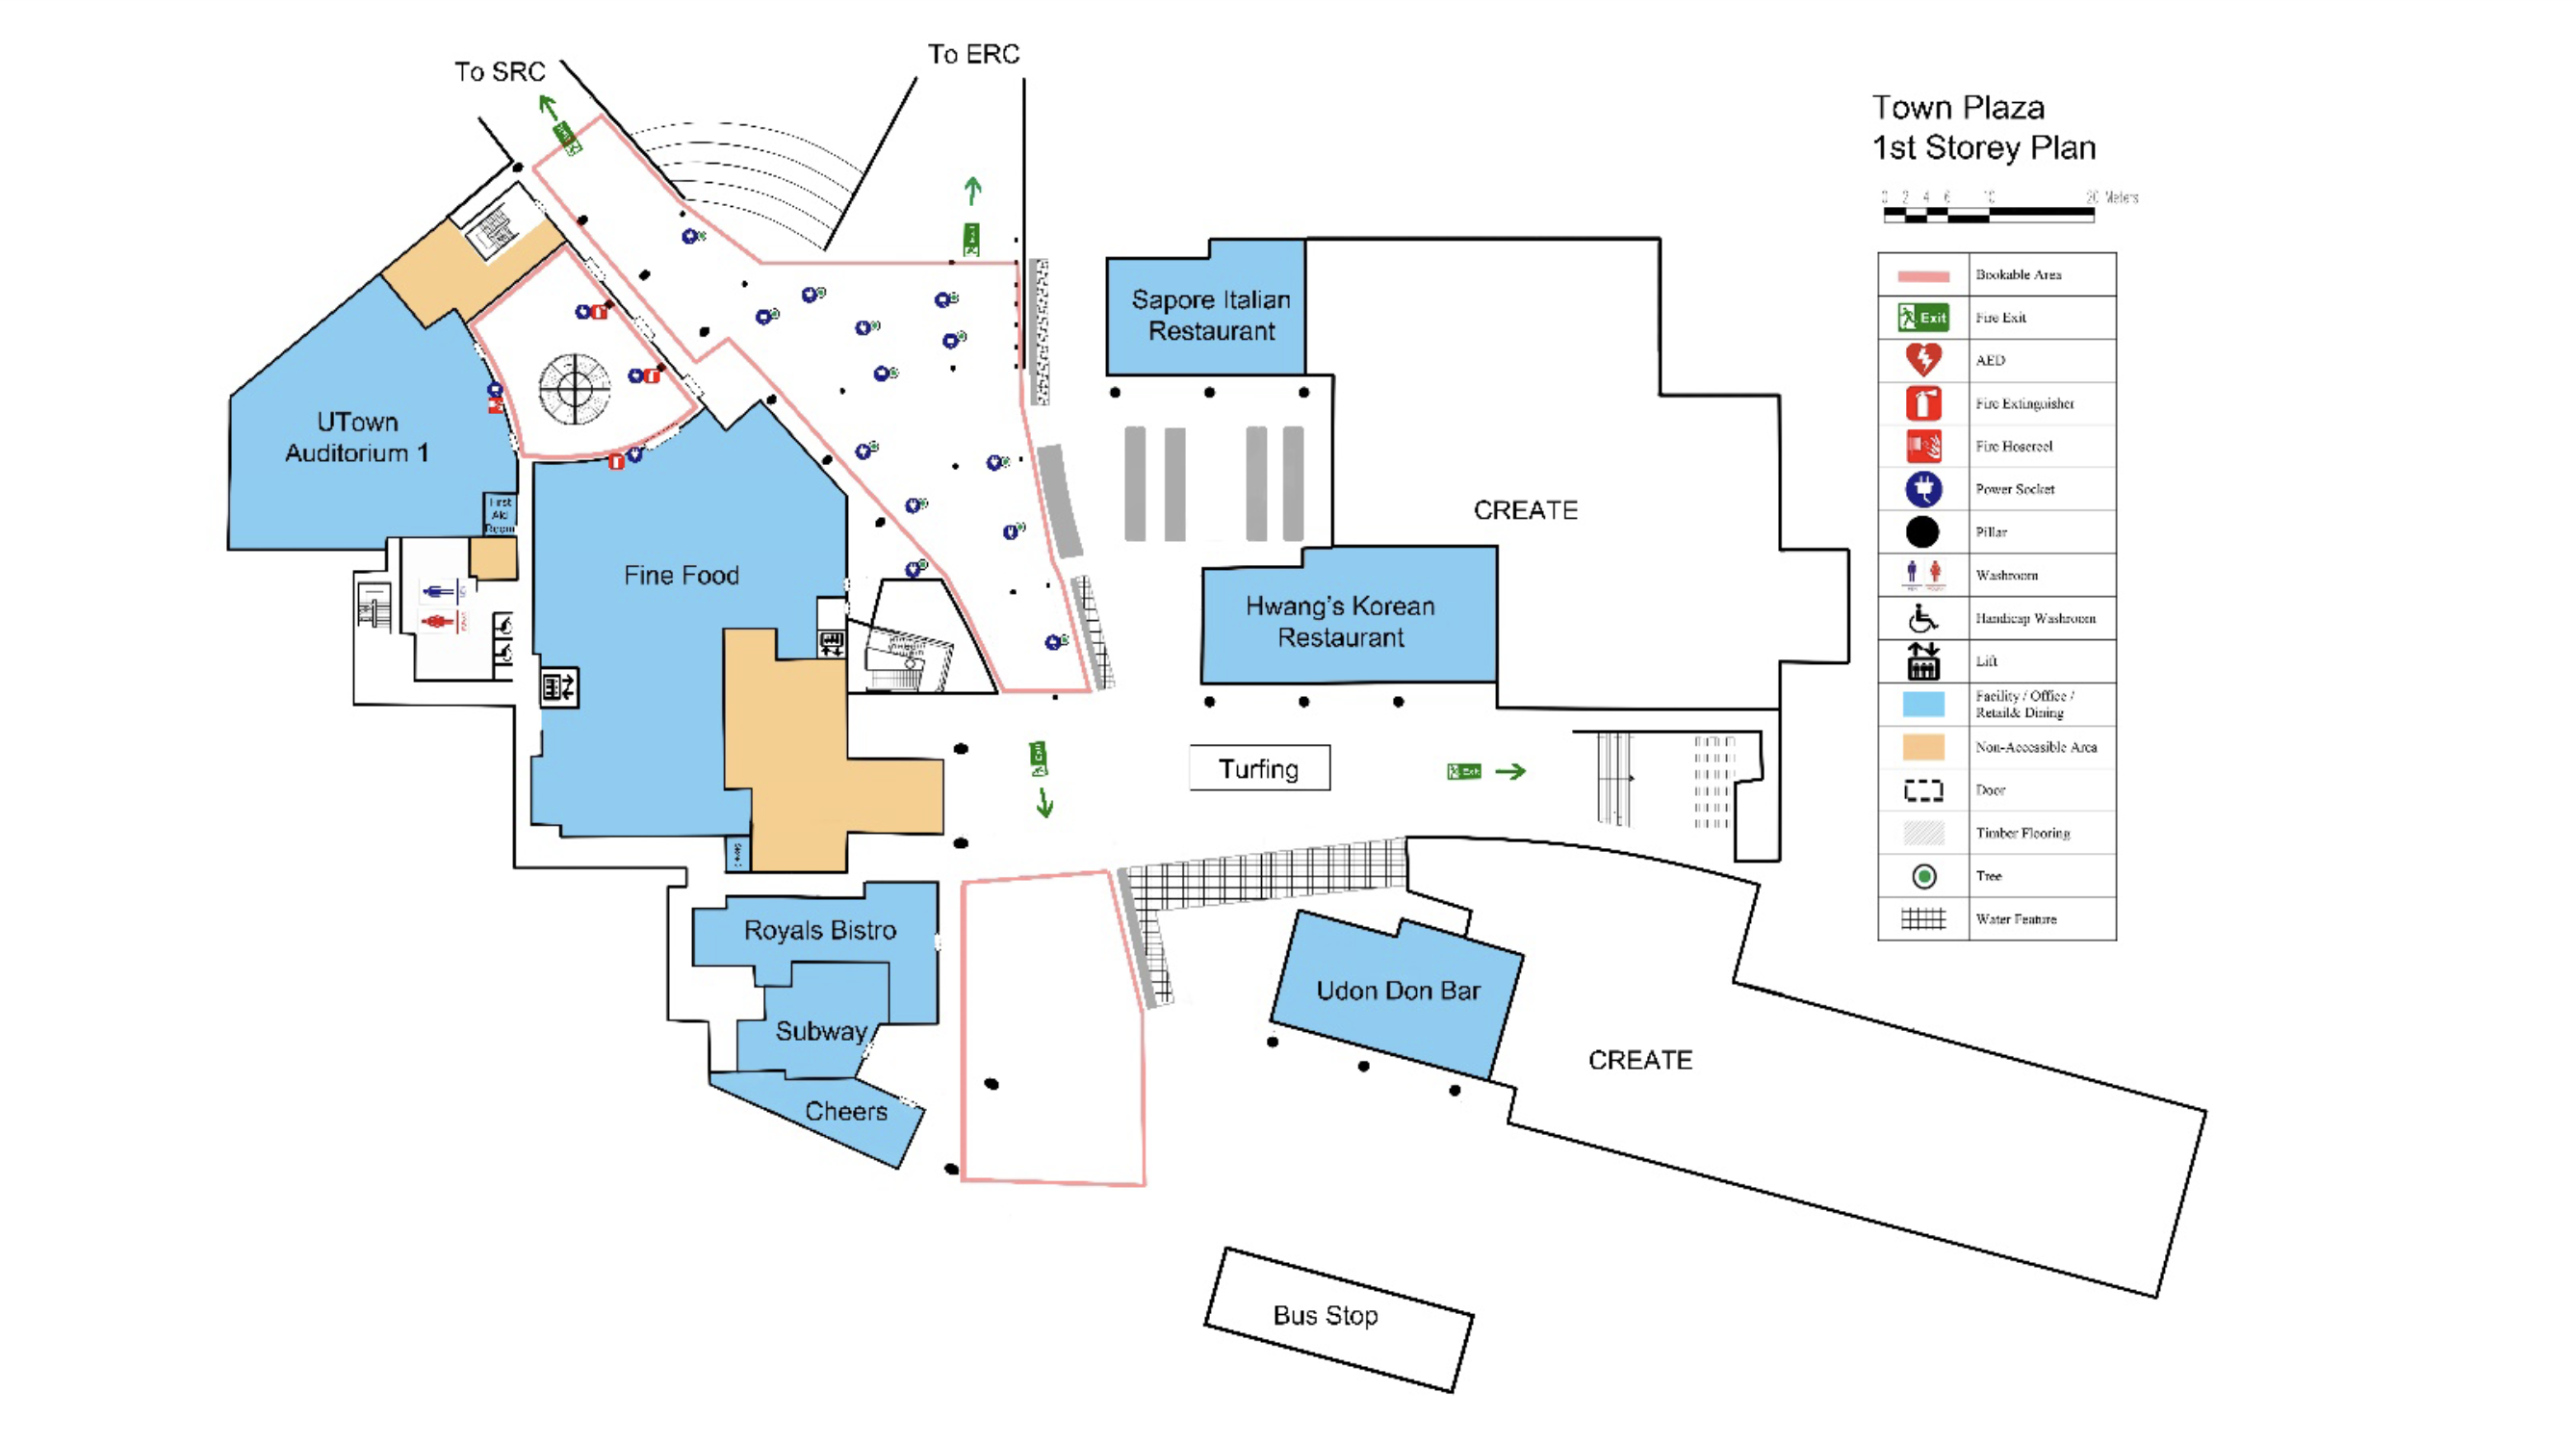 To SRC
To ERC
Town Plaza
1st Storey Plan
0 2 4 6 10 20 Meters
Sapore Italian
Restaurant
UTown
Auditorium 1
First
Aid
Room
Fine Food
CREATE
Hwang's Korean
Restaurant
Turfing
Exit
Royals Bistro
Subway
Cheers
Udon Don Bar
CREATE
Bus Stop
Bookable Area
Exit
Fire Exit
AED
Fire Extinguisher
Fire Hosereel
Power Socket
Pillar
Washroom
Handicap Washroom
Lift
Facility / Office /
Retail& Dining
Non-Accessible Area
Door
Timber Flooring
Tree
Water Feature